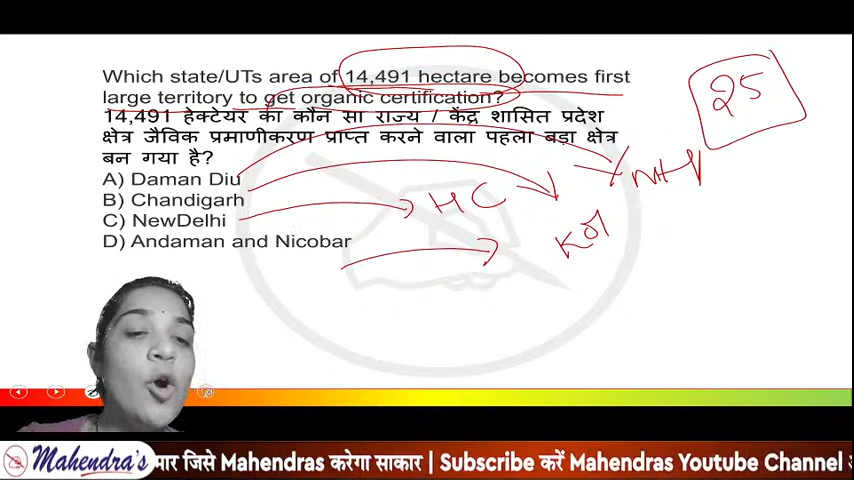 Which state/UTs area of 14,491 hectare becomes first
large territory to get organic certification?
14,491 हेक्टेयर का कौन सा राज्य / केंद्र शासित प्रदेश
क्षेत्र जैविक प्रमाणीकरण प्राप्त करने वाला पहला बड़ा क्षेत्र
बन गया है?
A) Daman Diu
B) Chandigarh
C) NewDelhi
D) Andaman and Nicobar
25
HC
Kol
Mahendra's
मार जिसे Mahendras करेगा साकार | Subscribe करें Mahendras Youtube Channel